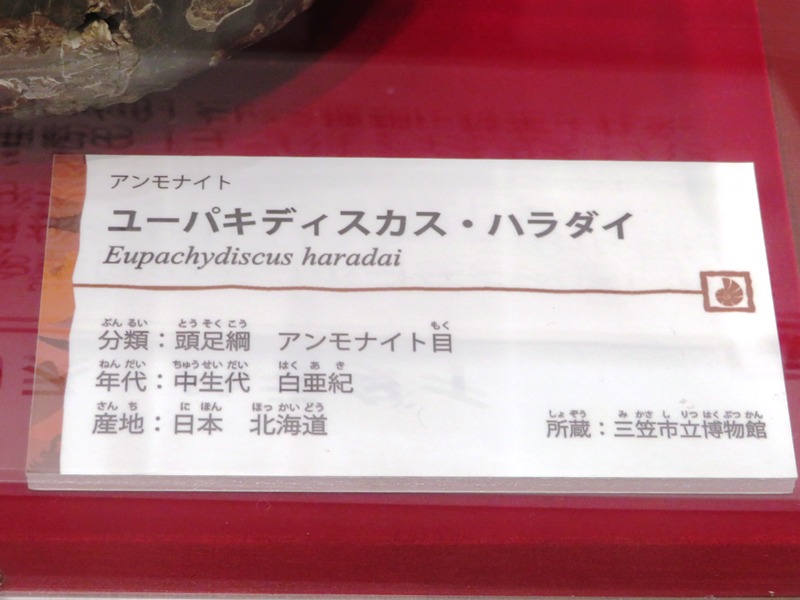 アンモナイト
ユーパキディスカス・ハラダイ
Eupachydiscus haradai
分類：頭足綱　アンモナイト目
年代：中生代　白亜紀
産地：日本　北海道
所蔵：三笠市立博物館